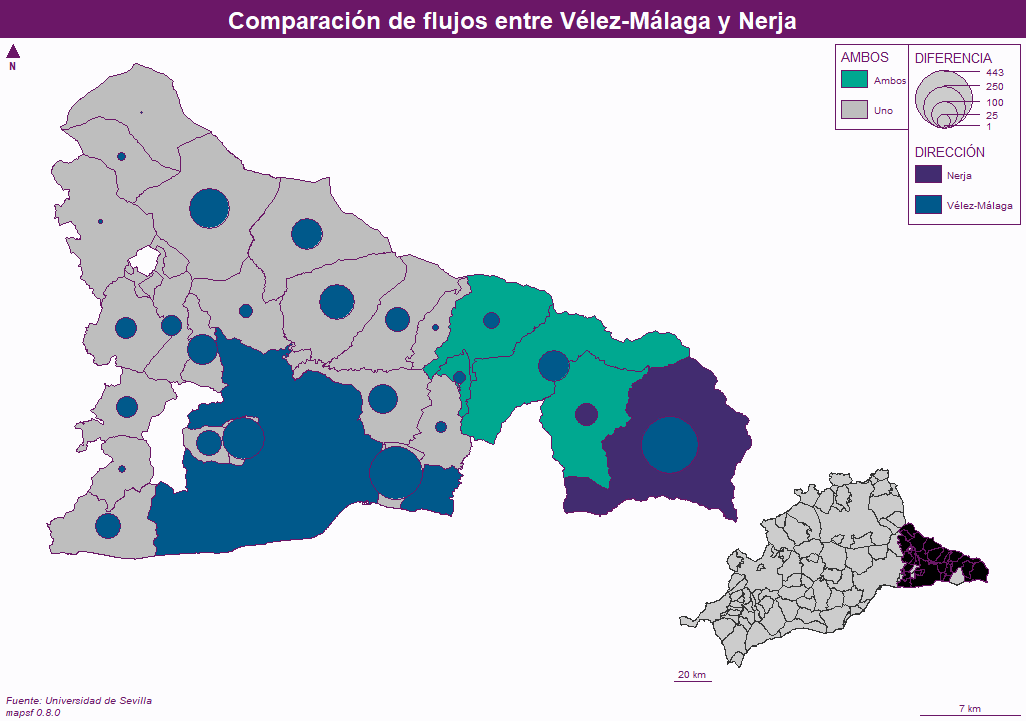 Comparación de flujos entre Vélez-Málaga y Nerja
N
AMBOS
Ambos
Uno
DIFERENCIA
443
250
100
25
1
DIRECCIÓN
Nerja
Vélez-Málaga
20 km
7 km
Fuente: Universidad de Sevilla
mapsf 0.8.0